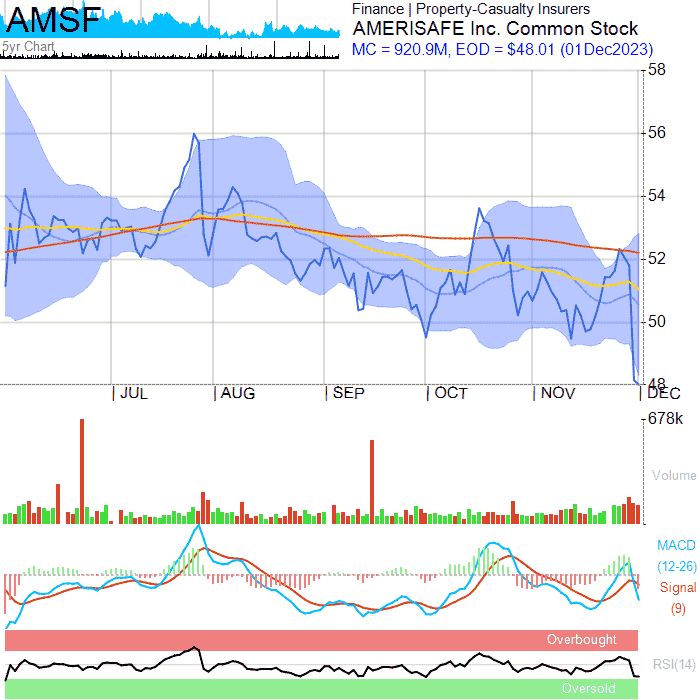 AMSF
5yr Chart
Finance | Property-Casualty Insurers
AMERISAFE Inc. Common Stock
MC = 920.9M, EOD = $48.01 (01Dec2023)
58
56
54
52
50
48
JUL AUG SEP OCT NOV DEC
678k
Volume
MACD
(12-26)
Signal
(9)
Overbought
RSI(14)
Oversold